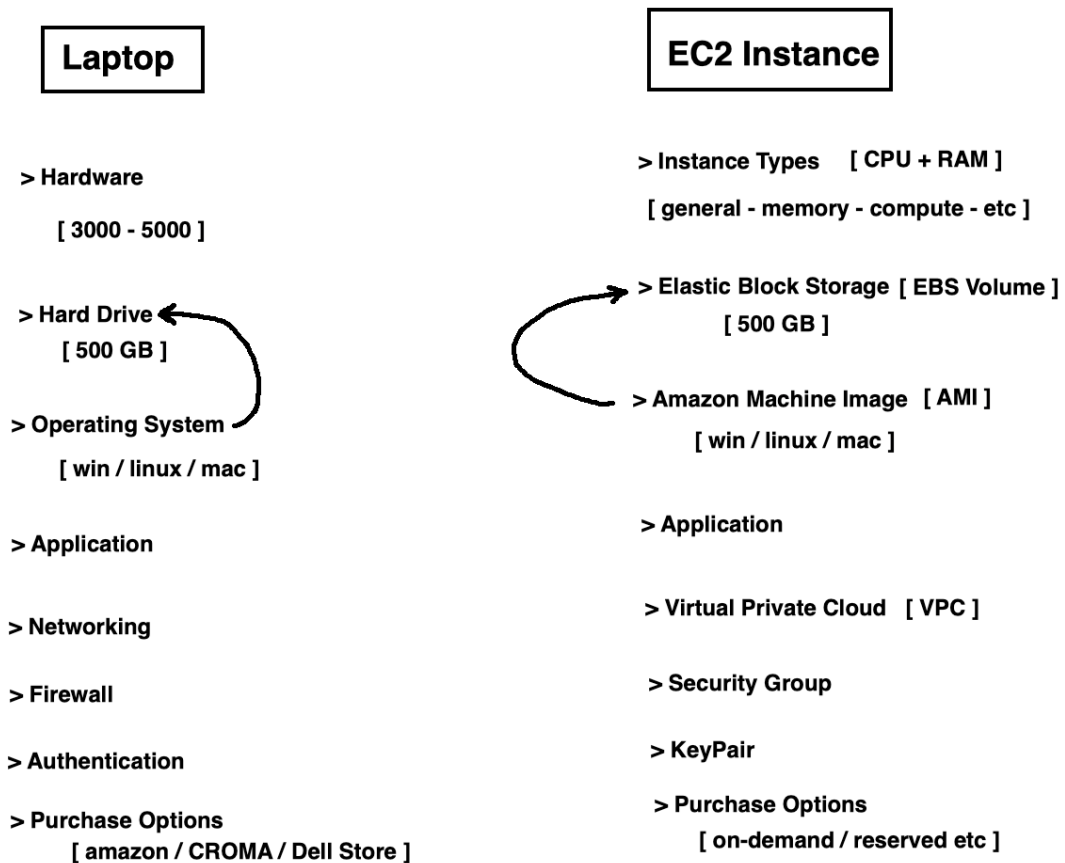 Laptop
> Hardware
[ 3000 - 5000 ]
> Hard Drive
[ 500 GB ]
> Operating System
[ win / linux / mac ]
> Application
> Networking
> Firewall
> Authentication
> Purchase Options
[ amazon / CROMA / Dell Store ]
EC2 Instance
> Instance Types [ CPU + RAM ]
[ general - memory - compute - etc ]
> Elastic Block Storage [ EBS Volume ]
[ 500 GB ]
> Amazon Machine Image [ AMI ]
[ win / linux / mac ]
> Application
> Virtual Private Cloud [ VPC ]
> Security Group
> KeyPair
> Purchase Options
[ on-demand / reserved etc ]